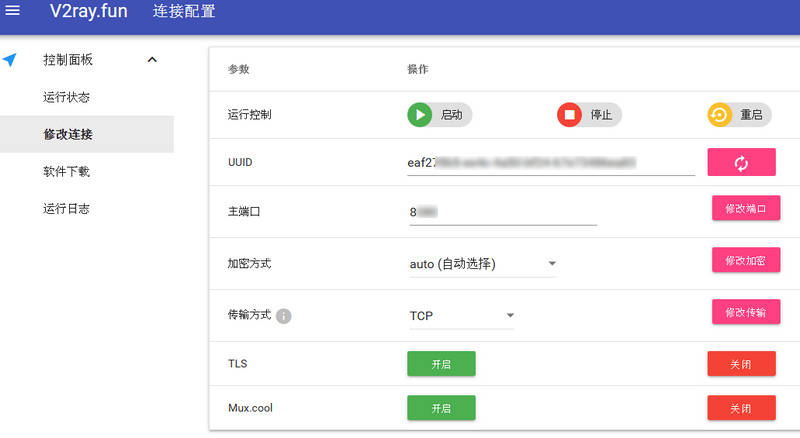 V2ray.fun 连接配置
控制面板
运行状态
修改连接
软件下载
运行日志
参数 操作
运行控制 启动 停止 重启
UUID eaf27
主端口 8 修改端口
加密方式 auto (自动选择) 修改加密
传输方式 TCP 修改传输
TLS 开启 关闭
Mux.cool 开启 关闭